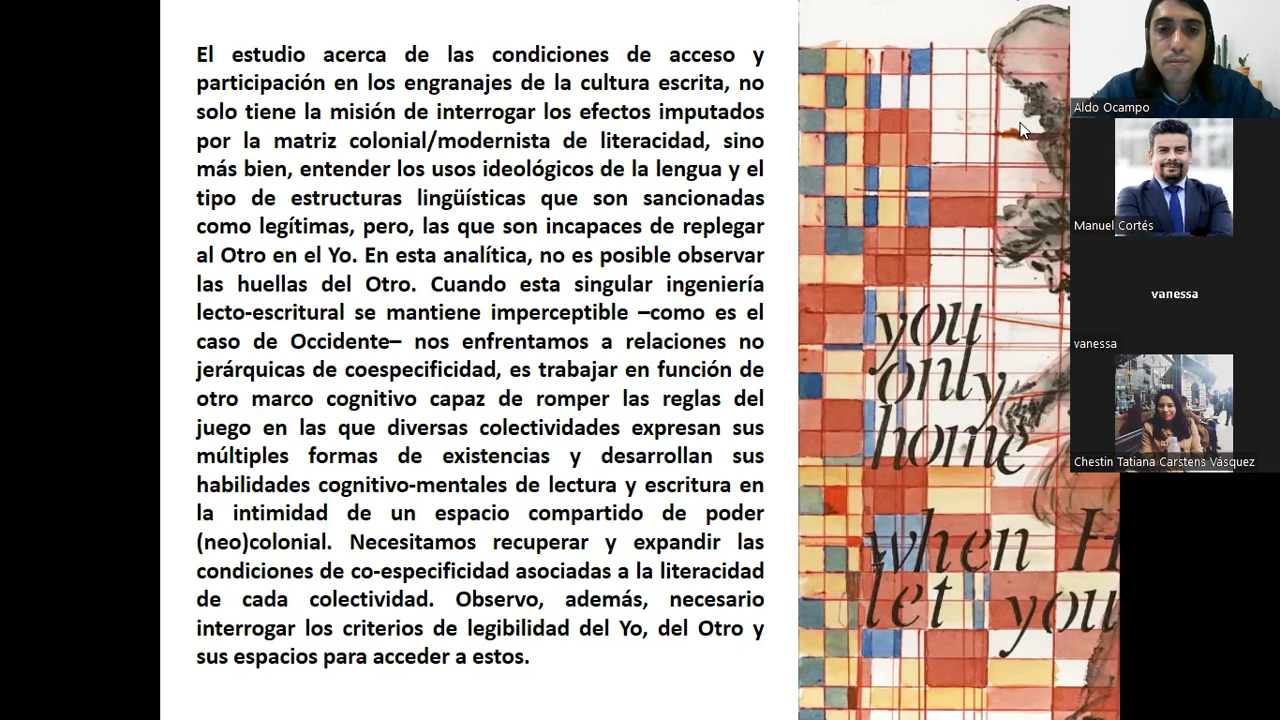 El estudio acerca de las condiciones de acceso y
participación en los engranajes de la cultura escrita, no
solo tiene la misión de interrogar los efectos imputados
por la matriz colonial/modernista de literacidad, sino
más bien, entender los usos ideológicos de la lengua y el
tipo de estructuras lingüísticas que son sancionadas
como legítimas, pero, las que son incapaces de replegar
al Otro en el Yo. En esta analítica, no es posible observar
las huellas del Otro. Cuando esta singular ingeniería
lecto-escritural se mantiene imperceptible –como es el
caso de Occidente– nos enfrentamos a relaciones no
jerárquicas de coespecificidad, es trabajar en función de
otro marco cognitivo capaz de romper las reglas del
juego en las que diversas colectividades expresan sus
múltiples formas de existencias y desarrollan sus
habilidades cognitivo-mentales de lectura y escritura en
la intimidad de un espacio compartido de poder
(neo)colonial. Necesitamos recuperar y expandir las
condiciones de co-especificidad asociadas a la literacidad
de cada colectividad. Observo, además, necesario
interrogar los criterios de legibilidad del Yo, del Otro y
sus espacios para acceder a estos.
you
only
home
when H
let you
Aldo Ocampo
Manuel Cortés
vanessa
vanessa
Chestin Tatiana Carstens Vásquez